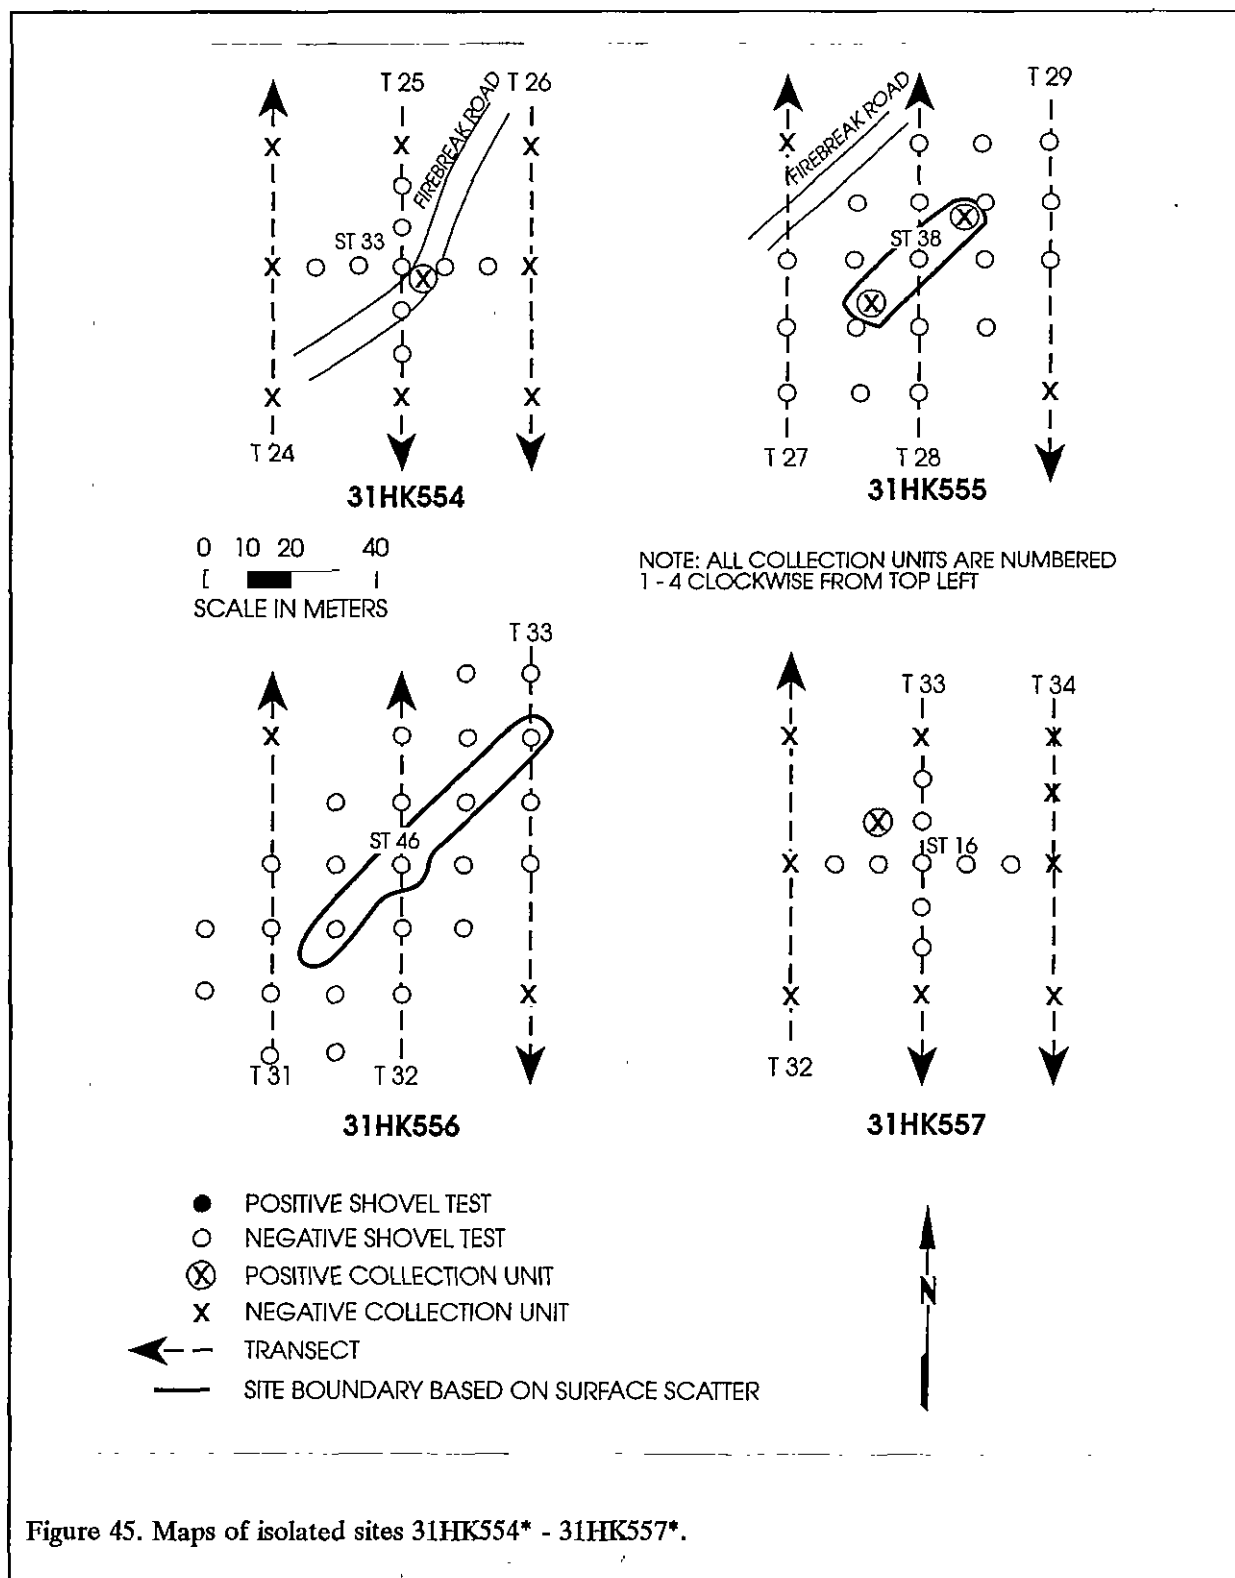 T 25 T 26
FIREBREAK ROAD
X X X
ST 33
X X X
X
X X X
T 24
31HK554
T 29
FIREBREAK ROAD
X
X
ST 38
X
X
T 27 T 28
31HK555
0 10 20 40
SCALE IN METERS
NOTE: ALL COLLECTION UNITS ARE NUMBERED
1 - 4 CLOCKWISE FROM TOP LEFT
T 33
X
ST 46
X
T 31 T 32
31HK556
T 33 T 34
X X X
X
X
ST 16
X X
X X X
T 32
31HK557
POSITIVE SHOVEL TEST
NEGATIVE SHOVEL TEST
X POSITIVE COLLECTION UNIT
X NEGATIVE COLLECTION UNIT
TRANSECT
SITE BOUNDARY BASED ON SURFACE SCATTER
N
Figure 45. Maps of isolated sites 31HK554* - 31HK557*.